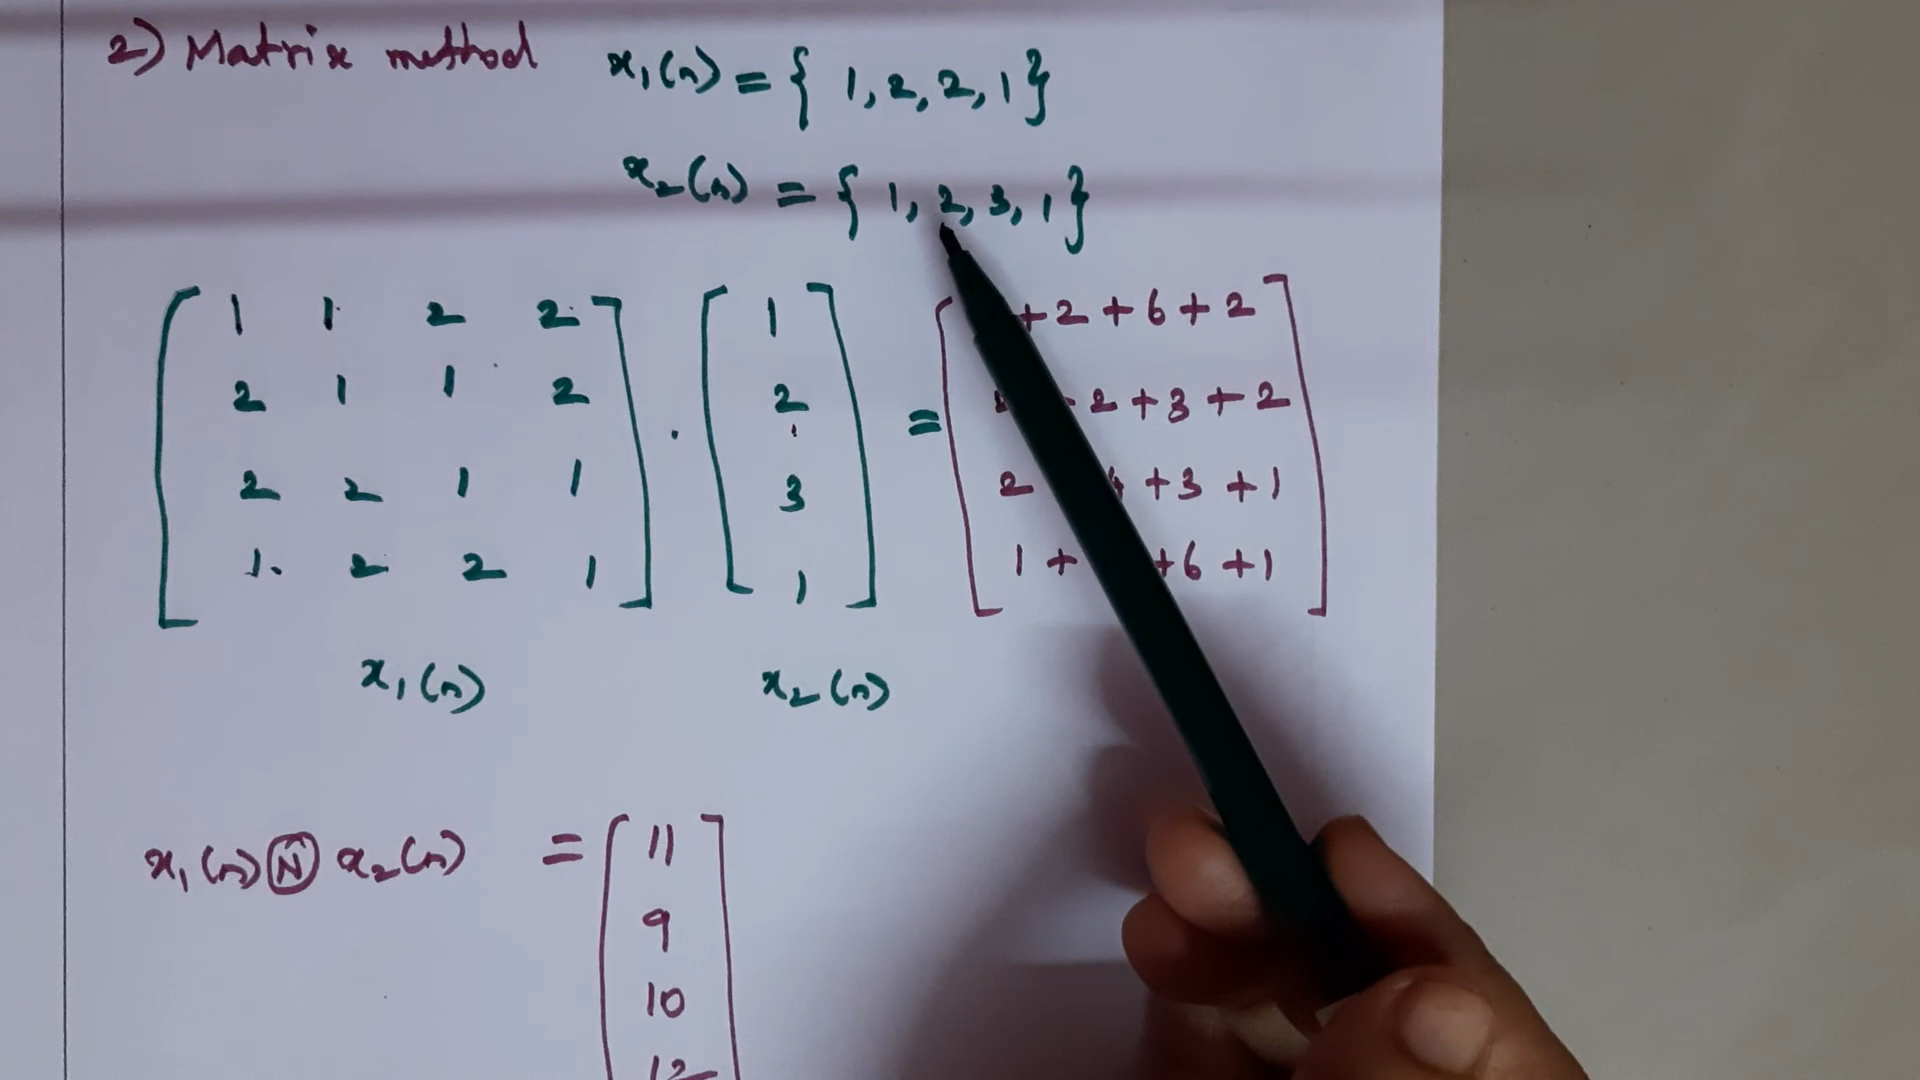 2) Matrix method x₁(n) = { 1, 2, 2, 1 }
x₂(n) = { 1, 2, 3, 1 }
1 1 2 2 1 +2 + 6 + 2
2 1 1 2 2 2 + 3 + 2
· =
2 2 1 1 3 2 4 +3 +1
1 2 2 1 1 1 + +6 +1
x₁(n) x₂(n)
x₁(n) Ⓝ x₂(n) = 11
9
10
12